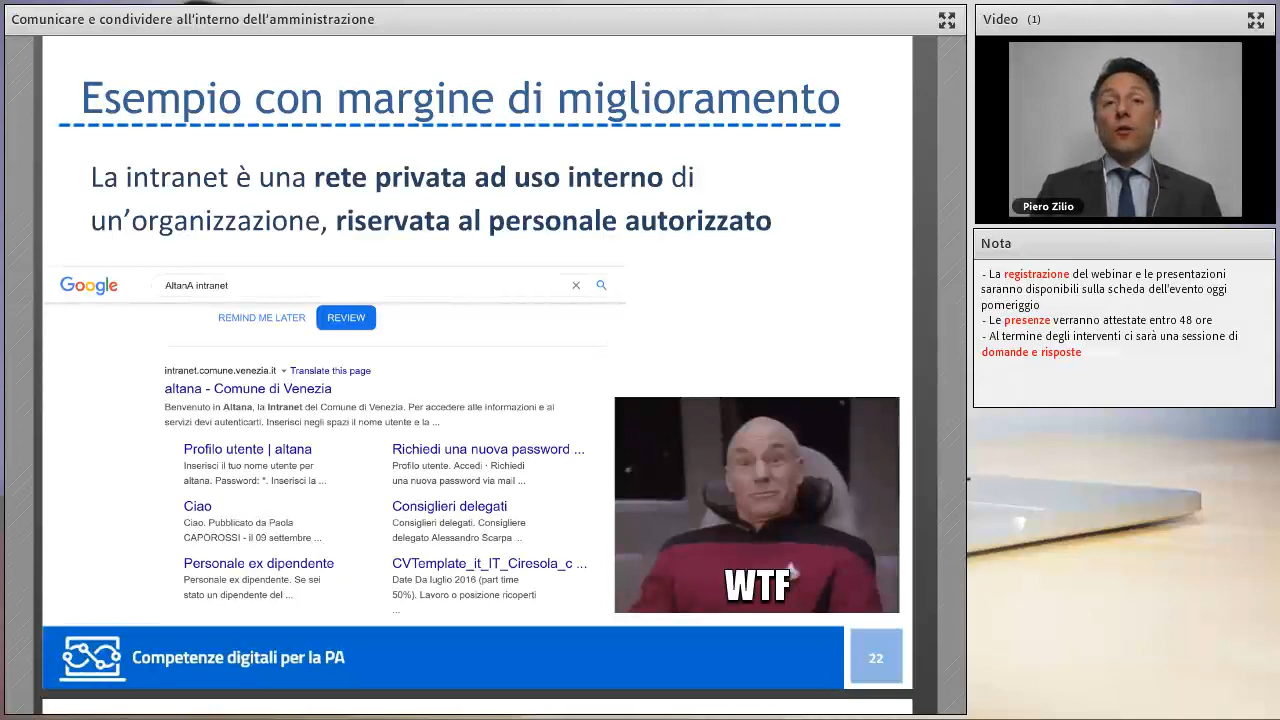 Comunicare e condividere all'interno dell'amministrazione
Esempio con margine di miglioramento
La intranet è una rete privata ad uso interno di
un'organizzazione, riservata al personale autorizzato
Google
AltanA intranet
REMIND ME LATER
REVIEW
intranet.comune.venezia.it Translate this page
altana - Comune di Venezia
Benvenuto in Altana, la Intranet del Comune di Venezia. Per accedere alle informazioni e ai
servizi devi autenticarti. Inserisci negli spazi il nome utente e la ...
Profilo utente | altana
Inserisci il tuo nome utente per
altana. Password: *. Inserisci la ...
Richiedi una nuova password ...
Profilo utente. Accedi · Richiedi
una nuova password via mail ...
Ciao
Ciao. Pubblicato da Paola
CAPOROSSI - il 09 settembre ...
Consiglieri delegati
Consiglieri delegati. Consigliere
delegato Alessandro Scarpa ...
Personale ex dipendente
Personale ex dipendente. Se sei
stato un dipendente del ...
CVTemplate_it_IT_Ciresola_c ...
Date Da luglio 2016 (part time
50%). Lavoro o posizione ricoperti
...
WTF
Competenze digitali per la PA
22
Video (1)
Piero Zilio
Nota
- La registrazione del webinar e le presentazioni
saranno disponibili sulla scheda dell'evento oggi
pomeriggio
- Le presenze verranno attestate entro 48 ore
- Al termine degli interventi ci sarà una sessione di
domande e risposte